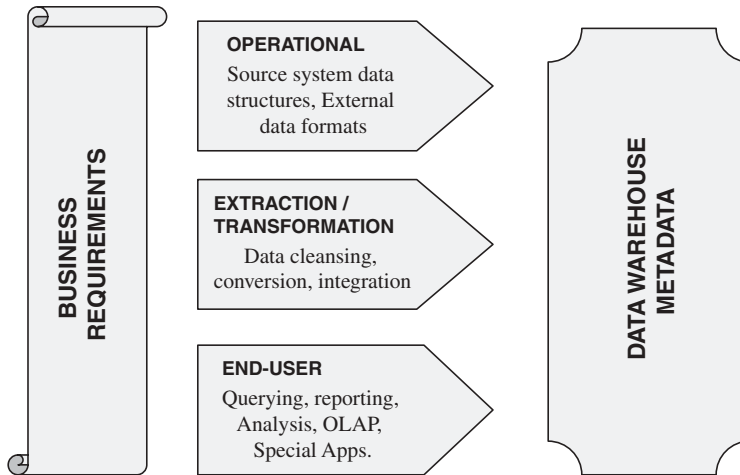 BUSINESS
REQUIREMENTS
OPERATIONAL
Source system data
structures, External
data formats
EXTRACTION /
TRANSFORMATION
Data cleansing,
conversion, integration
END-USER
Querying, reporting,
Analysis, OLAP,
Special Apps.
DATA WAREHOUSE
METADATA